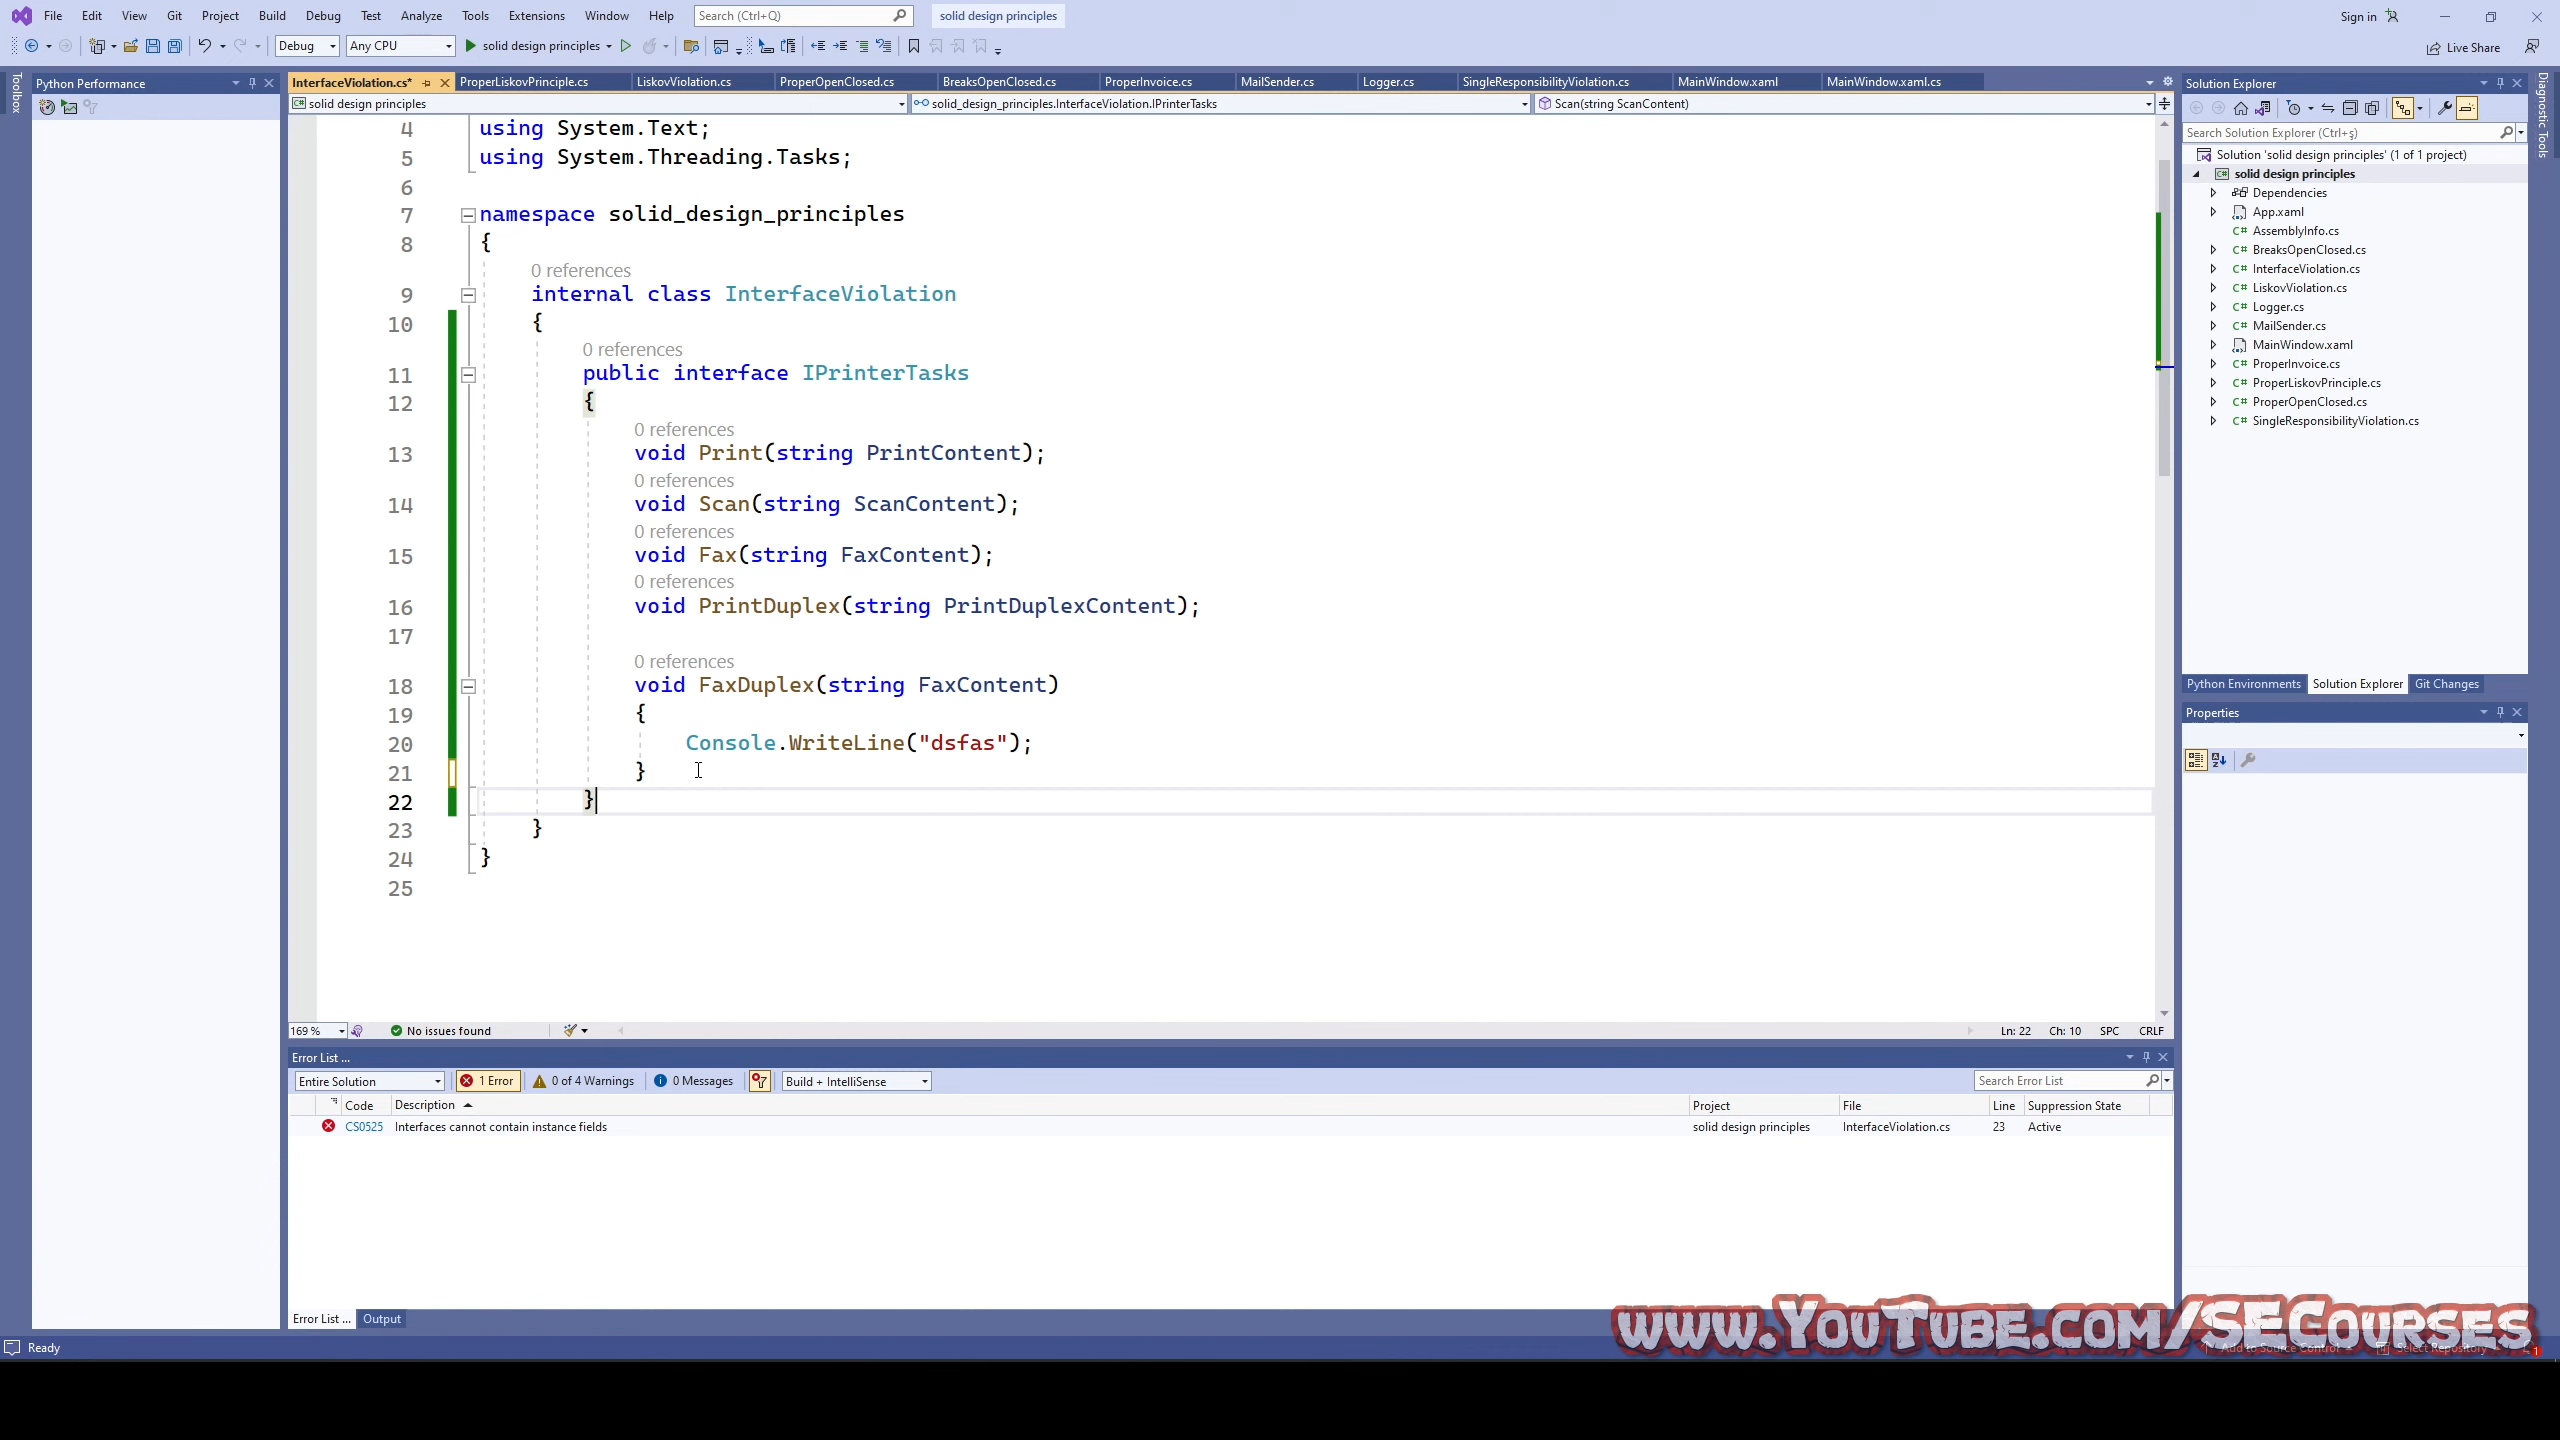 File Edit View Git Project Build Debug Test Analyze Tools Extensions Window Help Search (Ctrl+Q) solid design principles Sign in
Debug Any CPU solid design principles Live Share
Toolbox
Python Performance
InterfaceViolation.cs* ProperLiskovPrinciple.cs LiskovViolation.cs ProperOpenClosed.cs BreaksOpenClosed.cs ProperInvoice.cs MailSender.cs Logger.cs SingleResponsibilityViolation.cs MainWindow.xaml MainWindow.xaml.cs
solid design principles solid_design_principles.InterfaceViolation.IPrinterTasks Scan(string ScanContent)
4 using System.Text;
5 using System.Threading.Tasks;
6
7 namespace solid_design_principles
8 {
0 references
9 internal class InterfaceViolation
10 {
0 references
11 public interface IPrinterTasks
12 {
0 references
13 void Print(string PrintContent);
0 references
14 void Scan(string ScanContent);
0 references
15 void Fax(string FaxContent);
0 references
16 void PrintDuplex(string PrintDuplexContent);
17
0 references
18 void FaxDuplex(string FaxContent)
19 {
20 Console.WriteLine("dsfas");
21 }
22 }
23 }
24 }
25
169 % No issues found Ln: 22 Ch: 10 SPC CRLF
Error List ...
Entire Solution 1 Error 0 of 4 Warnings 0 Messages Build + IntelliSense Search Error List
Code Description Project File Line Suppression State
CS0525 Interfaces cannot contain instance fields solid design principles InterfaceViolation.cs 23 Active
Error List ... Output
Solution Explorer
Search Solution Explorer (Ctrl+ş)
Solution 'solid design principles' (1 of 1 project)
solid design principles
Dependencies
App.xaml
C# AssemblyInfo.cs
C# BreaksOpenClosed.cs
C# InterfaceViolation.cs
C# LiskovViolation.cs
C# Logger.cs
C# MailSender.cs
MainWindow.xaml
C# ProperInvoice.cs
C# ProperLiskovPrinciple.cs
C# ProperOpenClosed.cs
C# SingleResponsibilityViolation.cs
Python Environments Solution Explorer Git Changes
Properties
Diagnostic Tools
www.YouTube.com/SECourses
Ready Add to Source Control Select Repository 1